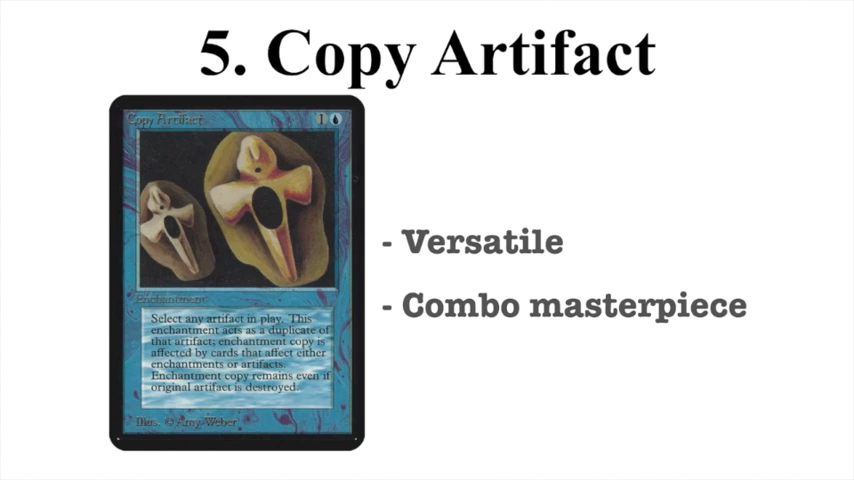 5. Copy Artifact
Copy Artifact 1
- Versatile
- Combo masterpiece
Enchantment
Select any artifact in play. This
enchantment acts as a duplicate of
that artifact; enchantment copy is
affected by cards that affect either
enchantments or artifacts.
Enchantment copy remains even if
original artifact is destroyed.
Illus. © Amy Weber